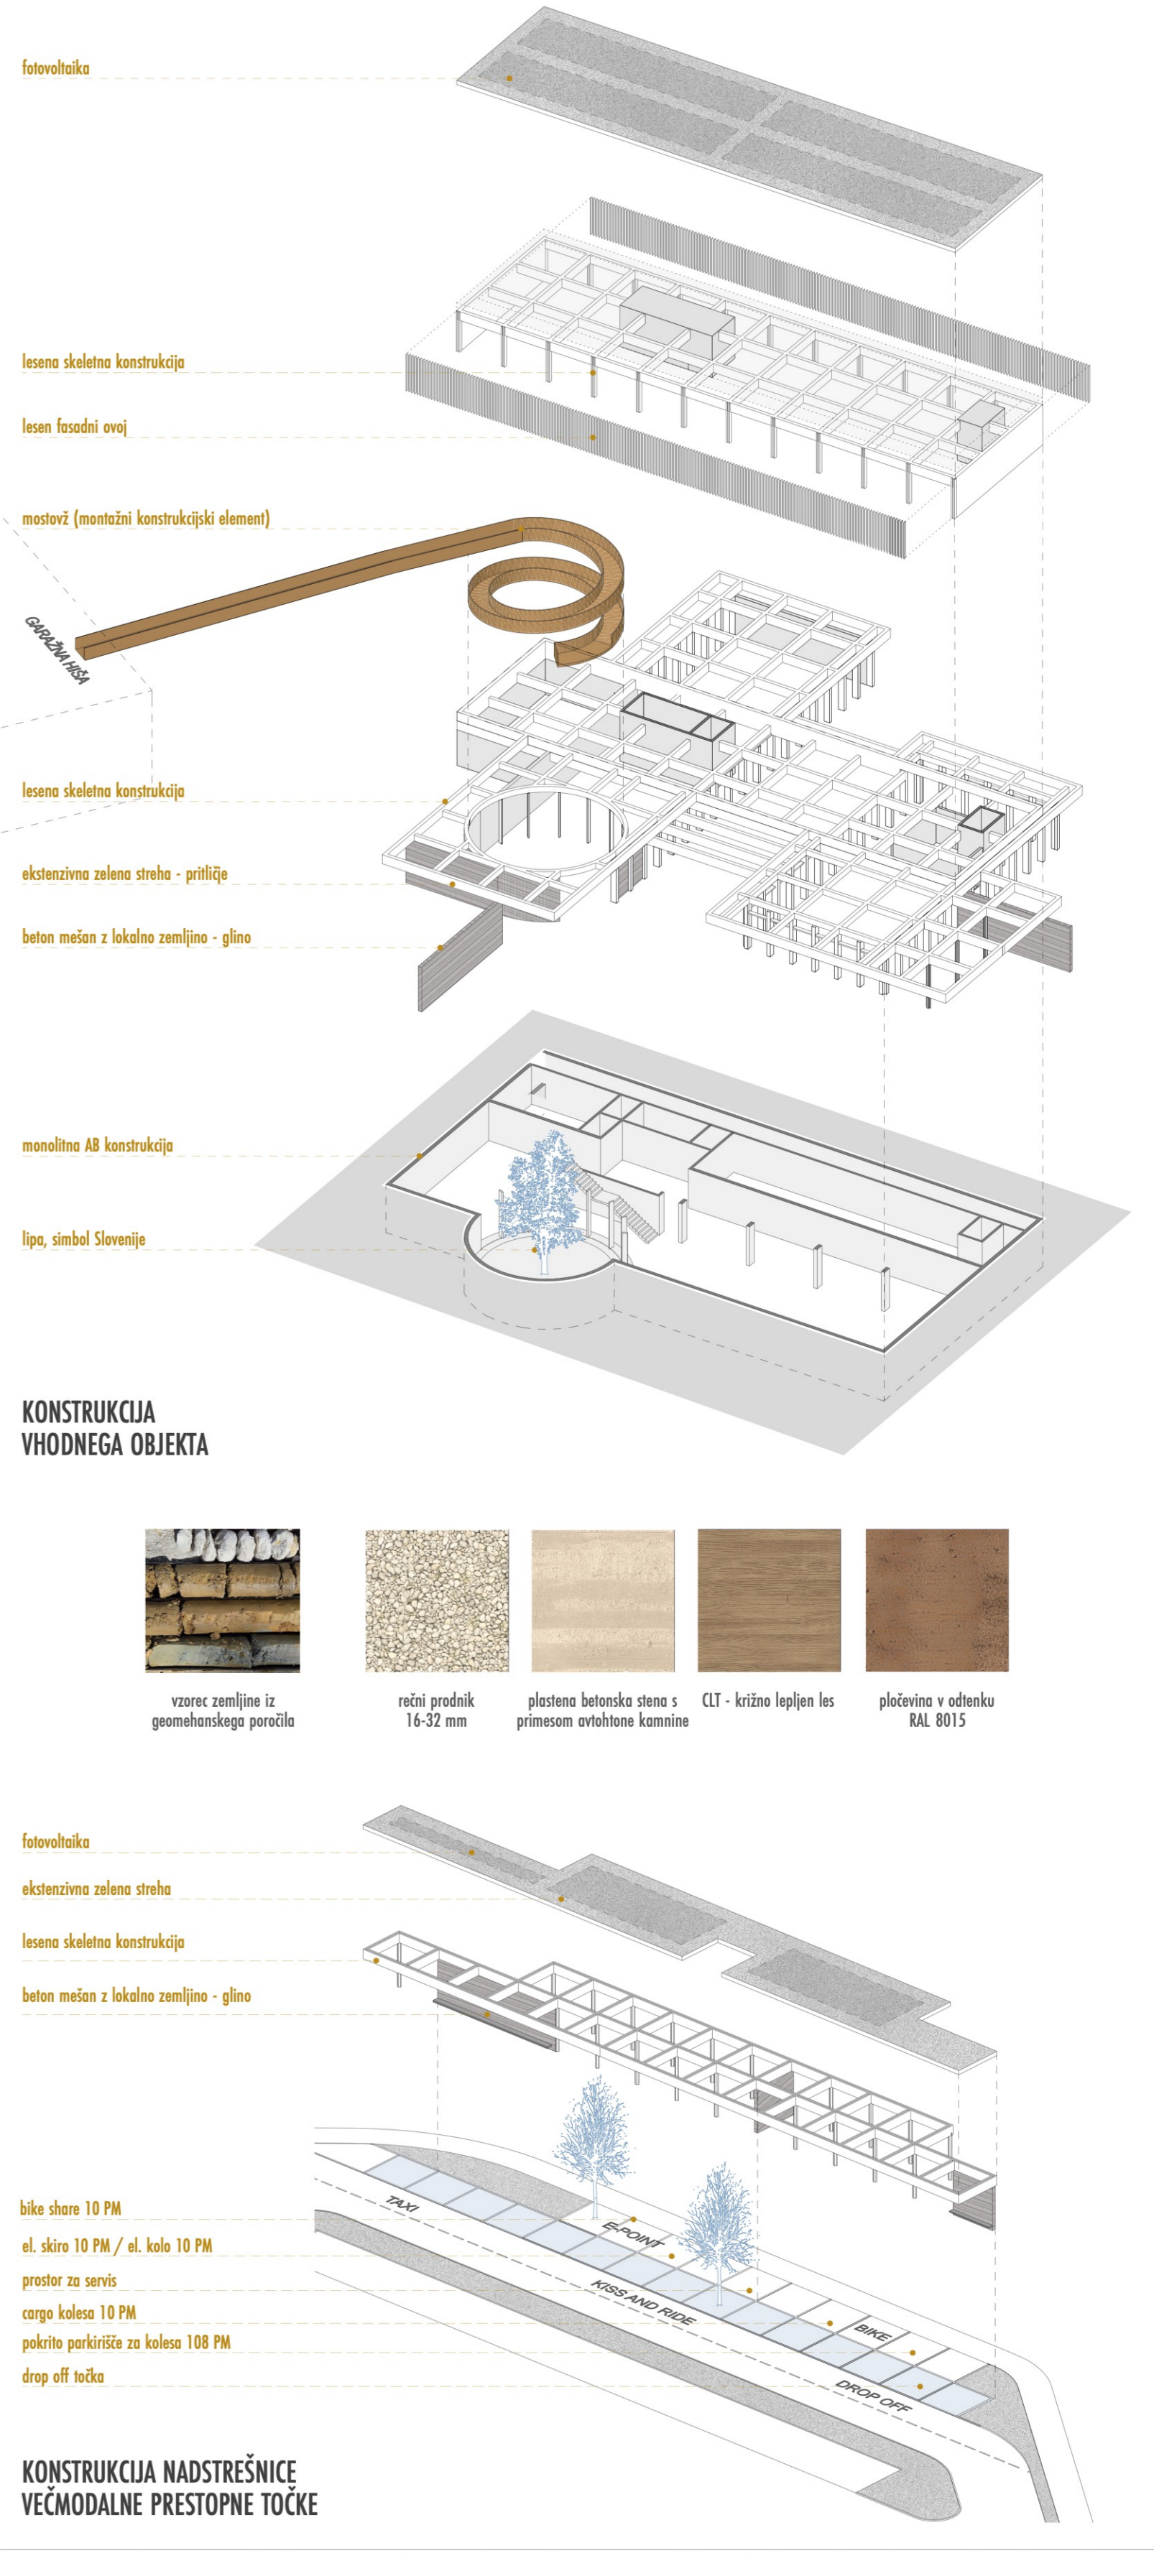 fotovoltaika
lesena skeletna konstrukcija
lesen fasadni ovoj
mostovž (montažni konstrukcijski element)
GARAŽNA HIŠA
lesena skeletna konstrukcija
ekstenzivna zelena streha - pritličje
beton mešan z lokalno zemljino - glino
monolitna AB konstrukcija
lipa, simbol Slovenije
KONSTRUKCIJA
VHODNEGA OBJEKTA
vzorec zemljine iz
geomehanskega poročila
rečni prodnik
16-32 mm
plastena betonska stena s
primesom avtohtone kamnine
CLT - križno lepljen les
pločevina v odtenku
RAL 8015
fotovoltaika
ekstenzivna zelena streha
lesena skeletna konstrukcija
beton mešan z lokalno zemljino - glino
TAXI
bike share 10 PM
E-POINT
el. skiro 10 PM / el. kolo 10 PM
prostor za servis
KISS AND RIDE
cargo kolesa 10 PM
BIKE
pokrito parkirišče za kolesa 108 PM
drop off točka
DROP OFF
KONSTRUKCIJA NADSTREŠNICE
VEČMODALNE PRESTOPNE TOČKE